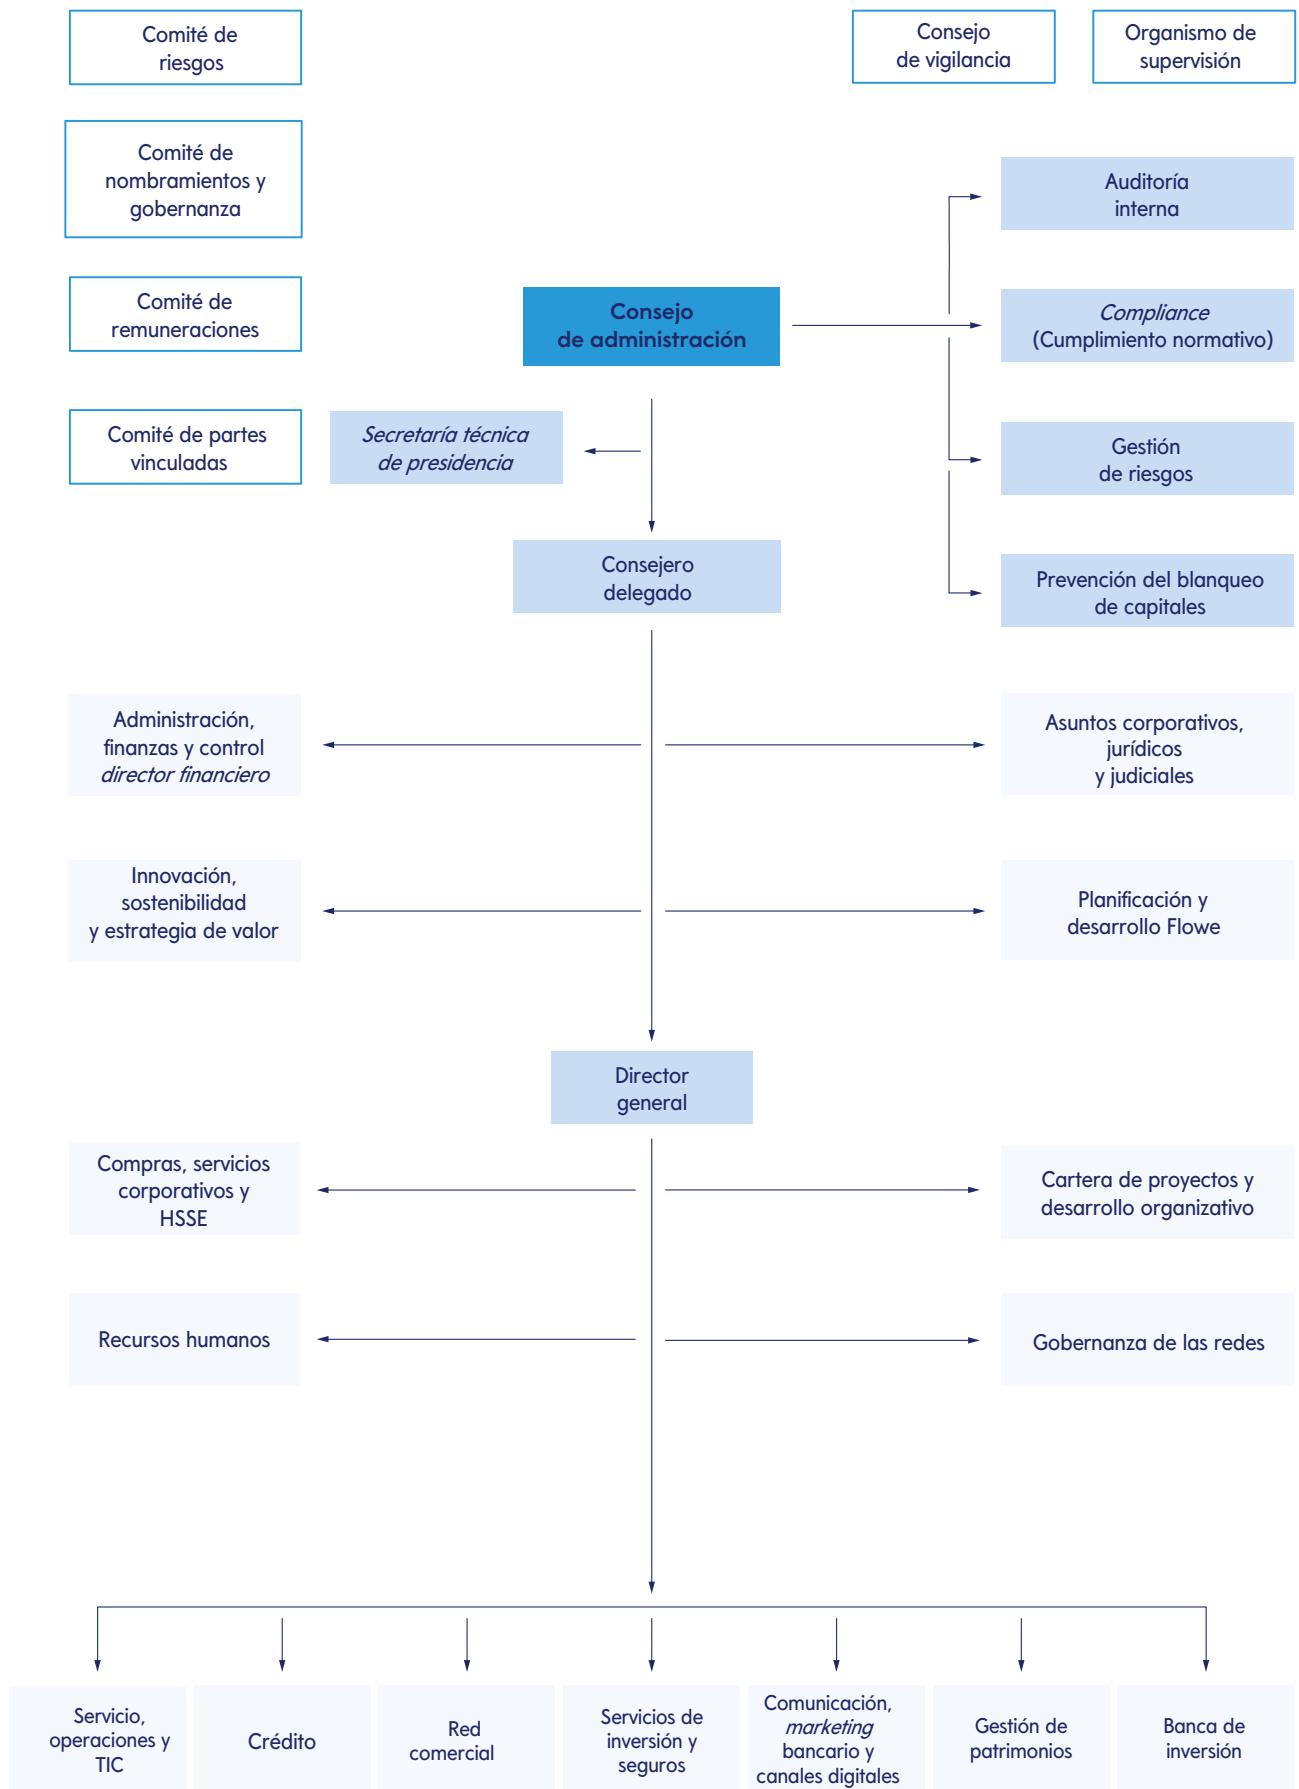 Comité de
riesgos
Consejo
de vigilancia
Organismo de
supervisión
Comité de
nombramientos y
gobernanza
Auditoría
interna
Comité de
remuneraciones
Consejo
de administración
Compliance
(Cumplimiento normativo)
Comité de partes
vinculadas
Secretaría técnica
de presidencia
Gestión
de riesgos
Consejero
delegado
Prevención del blanqueo
de capitales
Administración,
finanzas y control
director financiero
Asuntos corporativos,
jurídicos
y judiciales
Innovación,
sostenibilidad
y estrategia de valor
Planificación y
desarrollo Flowe
Director
general
Compras, servicios
corporativos y
HSSE
Cartera de proyectos y
desarrollo organizativo
Recursos humanos
Gobernanza de las redes
Servicio,
operaciones y
TIC
Crédito
Red
comercial
Servicios de
inversión y
seguros
Comunicación,
marketing
bancario y
canales digitales
Gestión de
patrimonios
Banca de
inversión